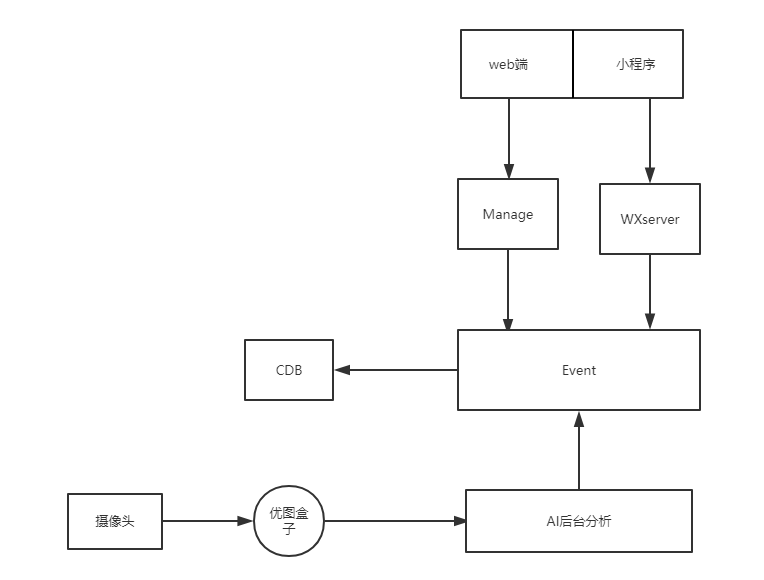 web端
小程序
Manage
WXserver
CDB
Event
摄像头
优图盒
子
AI后台分析